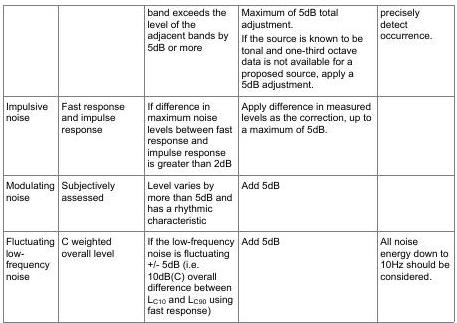 band exceeds the
level of the
adjacent bands by
5dB or more
Maximum of 5dB total
adjustment.
If the source is known to be
tonal and one-third octave
data is not available for a
proposed source, apply a
5dB adjustment.
precisely
detect
occurrence.
Impulsive
noise
Fast response
and impulse
response
If difference in
maximum noise
levels between fast
response and
impulse response
is greater than 2dB
Apply difference in measured
levels as the correction, up to
a maximum of 5dB.
Modulating
noise
Subjectively
assessed
Level varies by
more than 5dB and
has a rhythmic
characteristic
Add 5dB
Fluctuating
low-
frequency
noise
C weighted
overall level
If the low-frequency
noise is fluctuating
+/- 5dB (i.e.
10dB(C) overall
difference between
LC10 and LC90 using
fast response)
Add 5dB
All noise
energy down to
10Hz should be
considered.